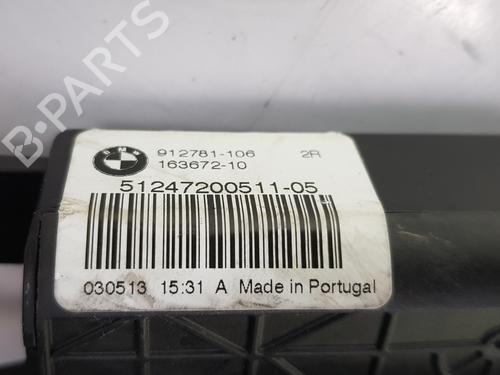 BMW
912781-106 2R
163672-10
51247200511-05
030513 15:31 A Made in Portugal
B-Parts